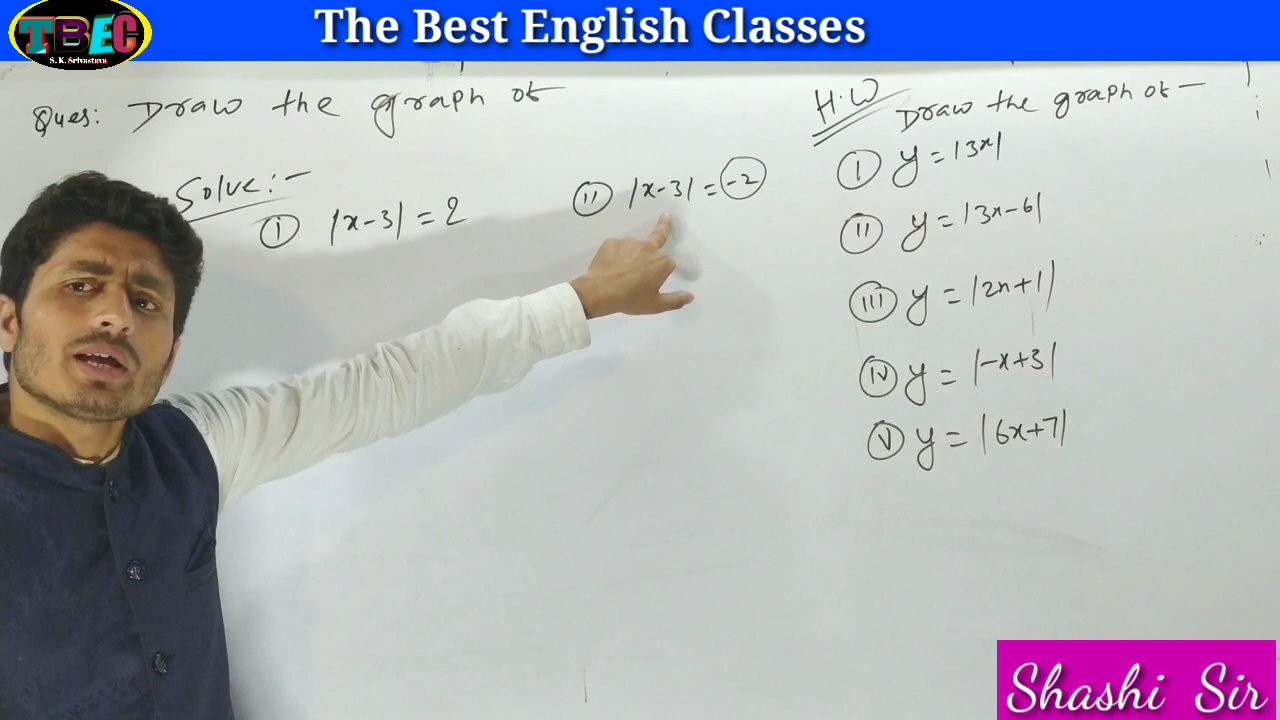 TBEC
S. K. Srivastava
The Best English Classes
Ques: Draw the graph of
Solve:-
(i) |x-3| = 2
(ii) |x-3| = -2
H.W Draw the graph of -
(I) y = |3x|
(II) y = |3x-6|
(III) y = |2x+1|
(IV) y = |-x+3|
(V) y = |6x+7|
Shashi Sir